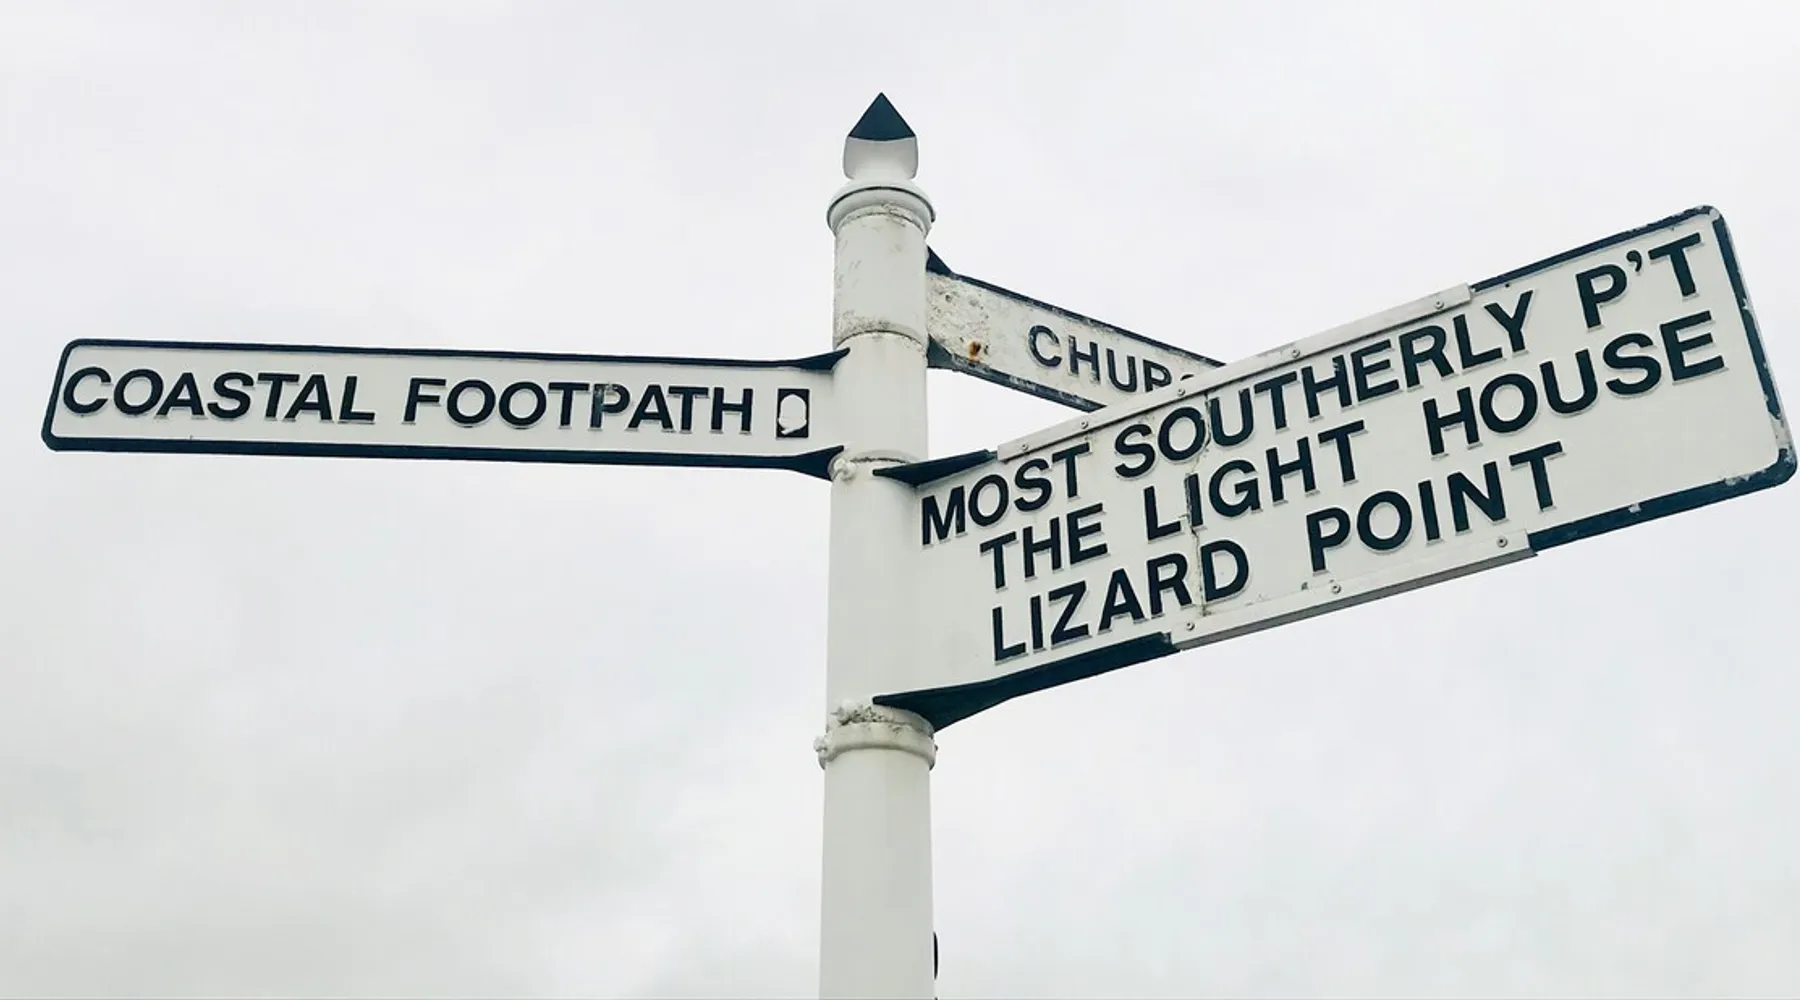 COASTAL FOOTPATH
MOST SOUTHERLY P'T
THE LIGHT HOUSE
LIZARD POINT